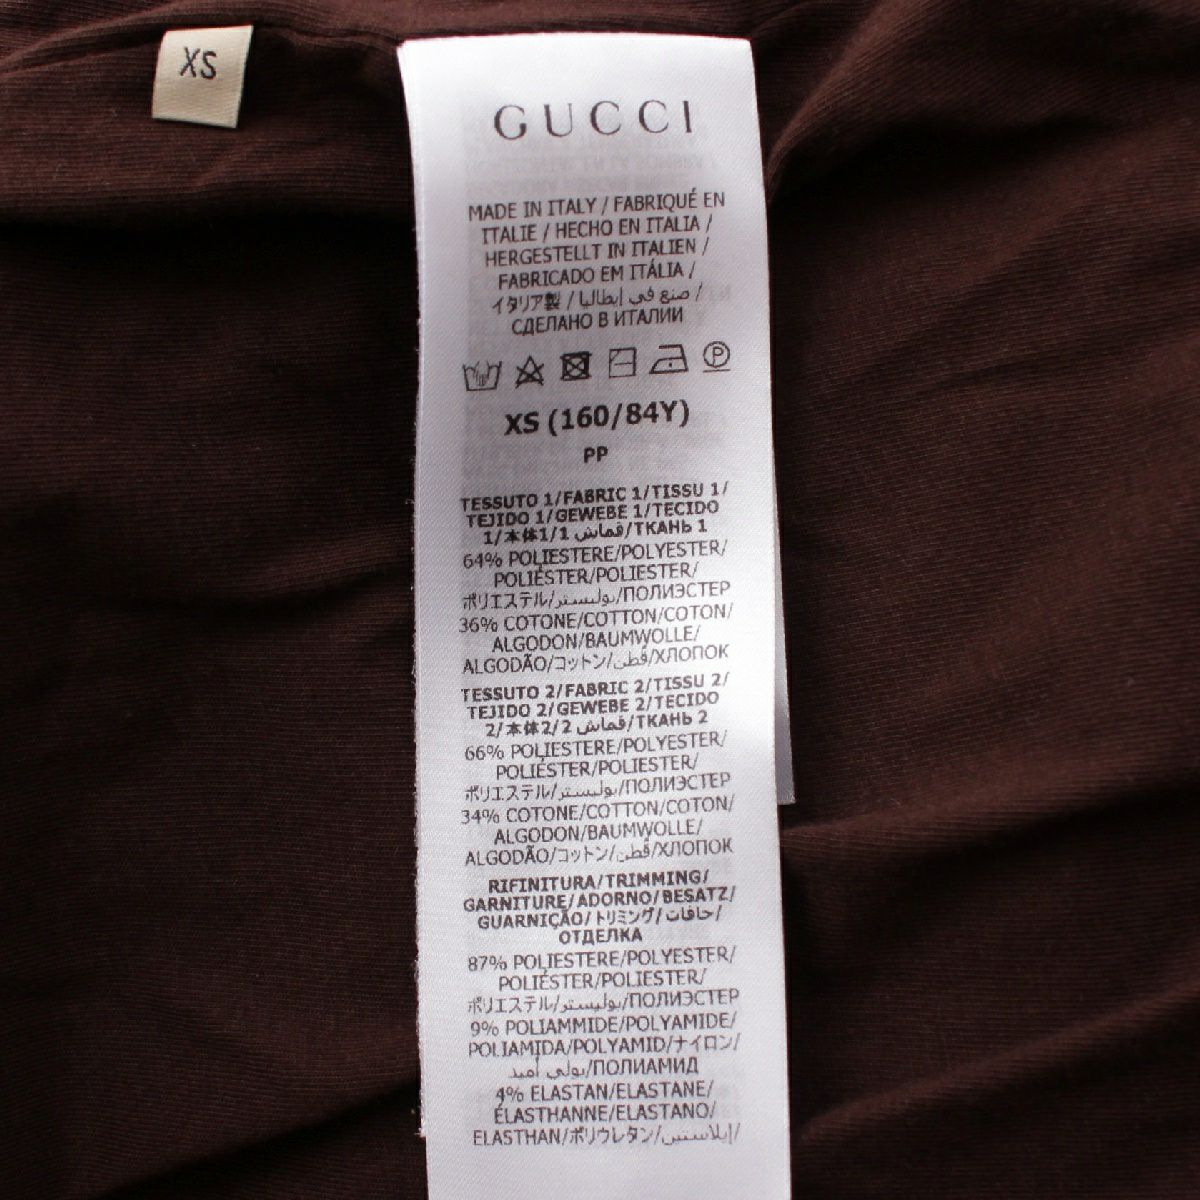 XS
GUCCI
MADE IN ITALY / FABRIQUÉ EN
ITALIE / HECHO EN ITALIA /
HERGESTELLT IN ITALIEN /
FABRICADO EM ITÁLIA /
イタリア製 / صنع في إيطاليا /
СДЕЛАНО В ИТАЛИИ
P
XS (160/84Y)
PP
TESSUTO 1/FABRIC 1/TISSU 1/
TEJIDO 1/GEWEBE 1/TECIDO
1/本体1/1 قماش/ТКАНЬ 1
64% POLIESTERE/POLYESTER/
POLIÉSTER/POLIESTER/
ポリエステル/بوليستر/ПОЛИЭСТЕР
36% COTONE/COTTON/COTON/
ALGODON/BAUMWOLLE/
ALGODÃO/コットン/قطن/ХЛОПОК
TESSUTO 2/FABRIC 2/TISSU 2/
TEJIDO 2/GEWEBE 2/TECIDO
2/本体2/2 قماش/ТКАНЬ 2
66% POLIESTERE/POLYESTER/
POLIÉSTER/POLIESTER/
ポリエステル/بوليستر/ПОЛИЭСТЕР
34% COTONE/COTTON/COTON/
ALGODON/BAUMWOLLE/
ALGODÃO/コットン/قطن/ХЛОПОК
RIFINITURA/TRIMMING/
GARNITURE/ADORNO/BESATZ/
GUARNIÇÃO/トリミング/حافات/
ОТДЕЛКА
87% POLIESTERE/POLYESTER/
POLIÉSTER/POLIESTER/
ポリエステル/بوليستر/ПОЛИЭСТЕР
9% POLIAMMIDE/POLYAMIDE/
POLIAMIDA/POLYAMID/ナイロン/
بولي أميد/ПОЛИАМИД
4% ELASTAN/ELASTANE/
ÉLASTHANNE/ELASTANO/
ELASTHAN/ポリウレタン/إيلاستين/